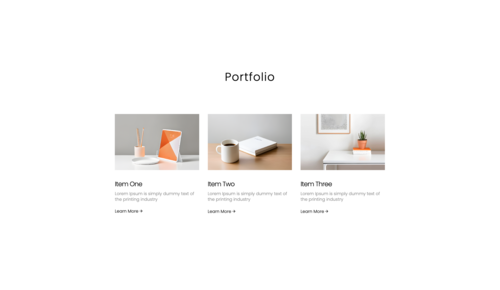 Portfolio
Item One
Lorem Ipsum is simply dummy text of
the printing industry
Learn More →
Item Two
Lorem Ipsum is simply dummy text of
the printing industry
Learn More →
Item Three
Lorem Ipsum is simply dummy text of
the printing industry
Learn More →